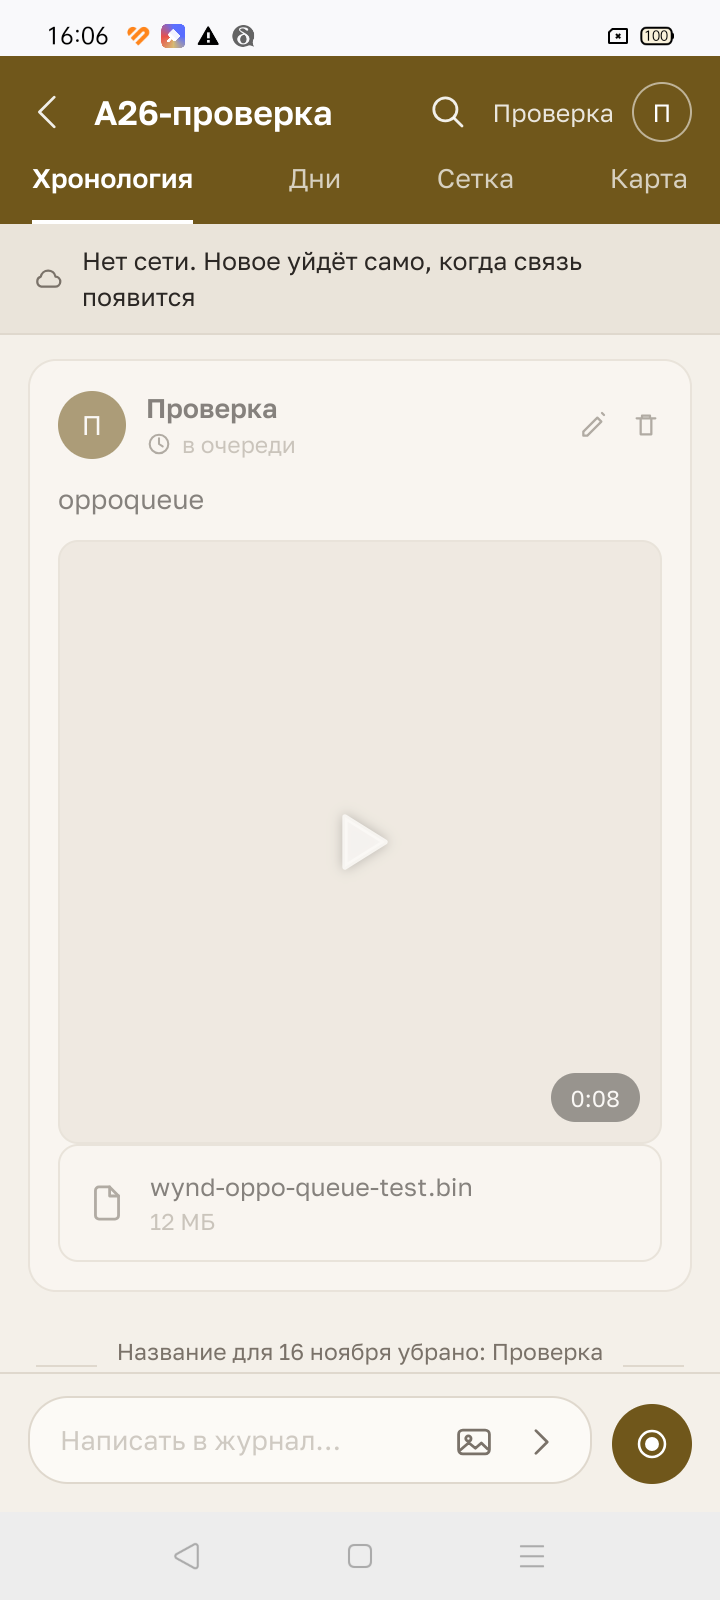 16:06
100
А26-проверка
Проверка
П
Хронология
Дни
Сетка
Карта
Нет сети. Новое уйдёт само, когда связь
появится
П
Проверка
в очереди
oppoqueue
0:08
wynd-oppo-queue-test.bin
12 МБ
Название для 16 ноября убрано: Проверка
Написать в журнал...